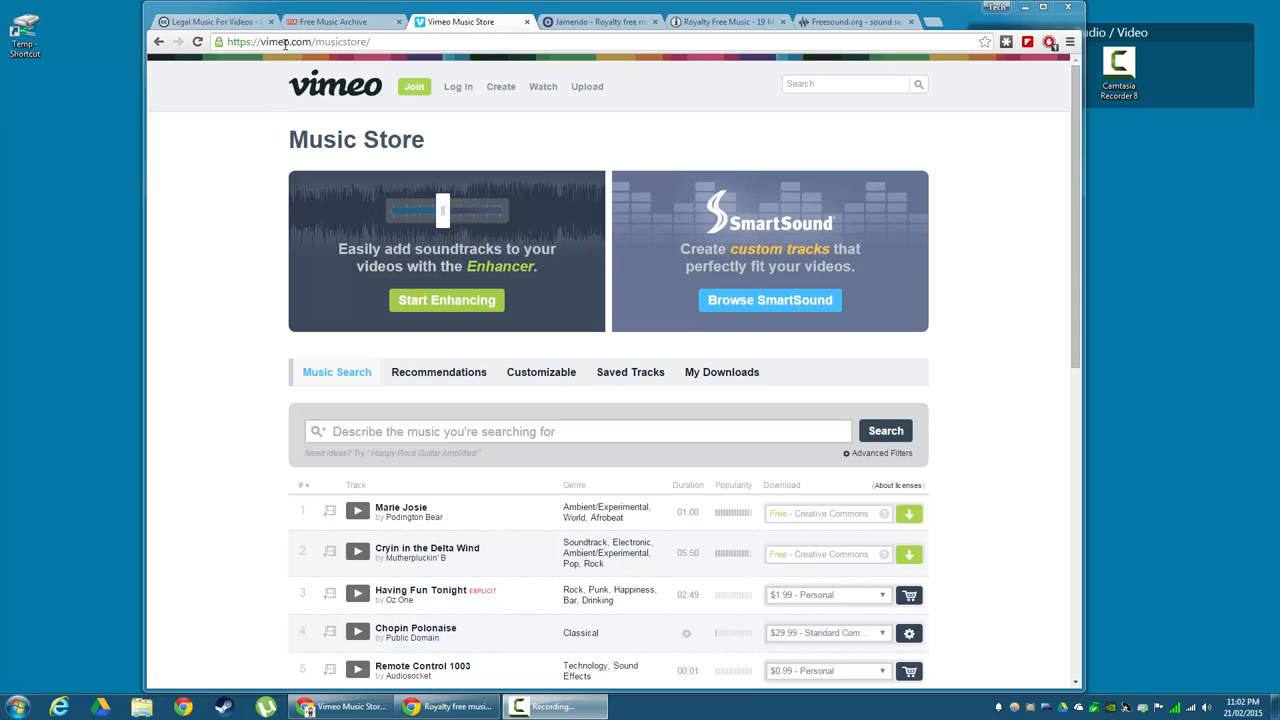 Temp - Shortcut
Legal Music For Videos - C
Free Music Archive
Vimeo Music Store
Jamendo - Royalty free m
Royalty Free Music - 19 M
Freesound.org - sound se
Tech
https://vimeo.com/musicstore/
dio / Video
Camtasia Recorder 8
vimeo
Join
Log in
Create
Watch
Upload
Search
Music Store
Easily add soundtracks to your
videos with the Enhancer.
Start Enhancing
SmartSound
Create custom tracks that
perfectly fit your videos.
Browse SmartSound
Music Search
Recommendations
Customizable
Saved Tracks
My Downloads
Describe the music you're searching for
Search
Need ideas? Try " Happy Rock Guitar Amplified "
Advanced Filters
# Track Genre Duration Popularity Download (About licenses)
1 Marie Josie
by Podington Bear
Ambient/Experimental,
World, Afrobeat
01:00
Free - Creative Commons ?
2 Cryin in the Delta Wind
by Mutherpluckin' B
Soundtrack, Electronic,
Ambient/Experimental,
Pop, Rock
05:50
Free - Creative Commons ?
3 Having Fun Tonight EXPLICIT
by Oz One
Rock, Punk, Happiness,
Bar, Drinking
02:49
$1.99 - Personal
4 Chopin Polonaise
by Public Domain
Classical
$29.99 - Standard Com...
5 Remote Control 1003
by Audiosocket
Technology, Sound
Effects
00:01
$0.99 - Personal
Vimeo Music Stor...
Royalty free musi...
Recording...
11:02 PM
21/02/2015